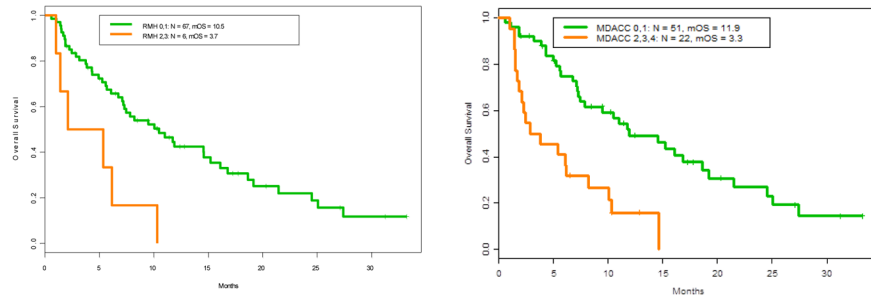 RMH 0,1: N = 67, mOS = 10.5
RMH 2,3: N = 6, mOS = 3.7
Overall Survival
1.0
0.8
0.6
0.4
0.2
0.0
0 5 10 15 20 25 30
Months
MDACC 0,1: N = 51, mOS = 11.9
MDACC 2,3,4: N = 22, mOS = 3.3
Overall Survival
1.0
0.8
0.6
0.4
0.2
0.0
0 5 10 15 20 25 30
Months